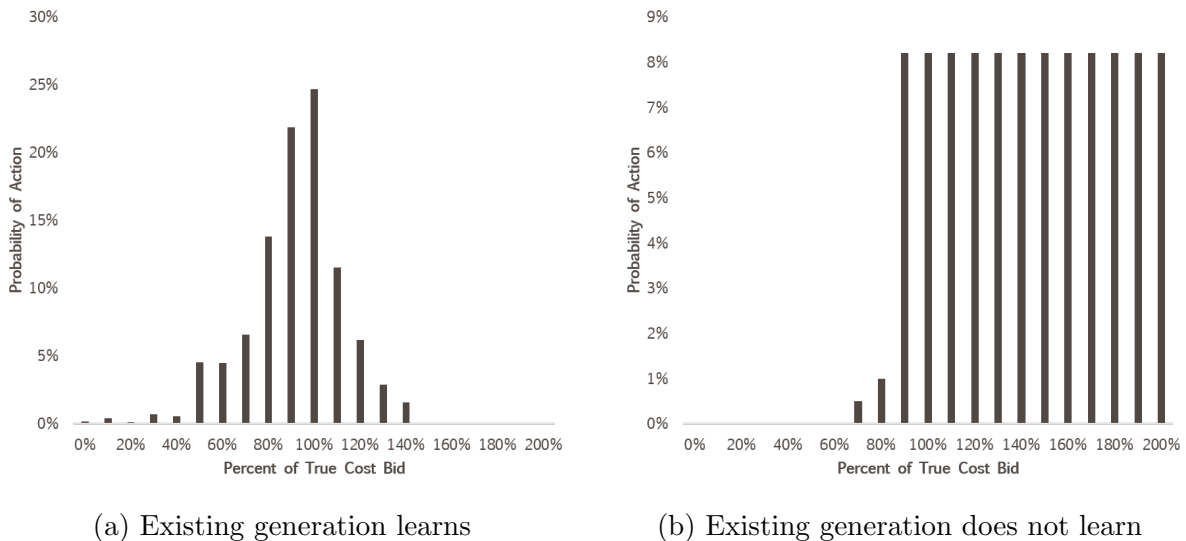 30%
25%
20%
15%
10%
5%
0%
Probability of Action
0% 20% 40% 60% 80% 100% 120% 140% 160% 180% 200%
Percent of True Cost Bid
(a) Existing generation learns
9%
8%
7%
6%
5%
4%
3%
2%
1%
0%
Probability of Action
0% 20% 40% 60% 80% 100% 120% 140% 160% 180% 200%
Percent of True Cost Bid
(b) Existing generation does not learn